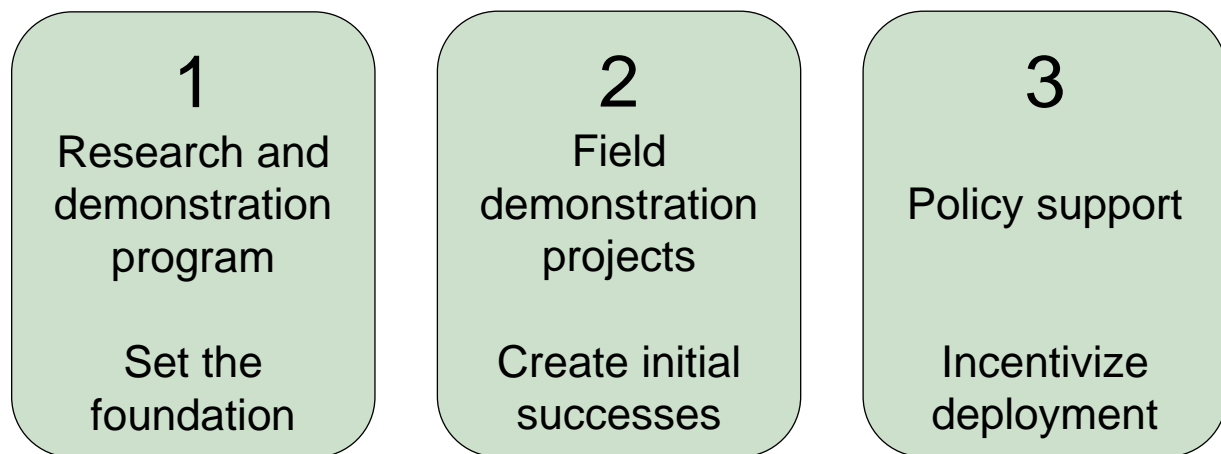 1
Research and
demonstration
program
Set the
foundation
2
Field
demonstration
projects
Create initial
successes
3
Policy support
Incentivize
deployment